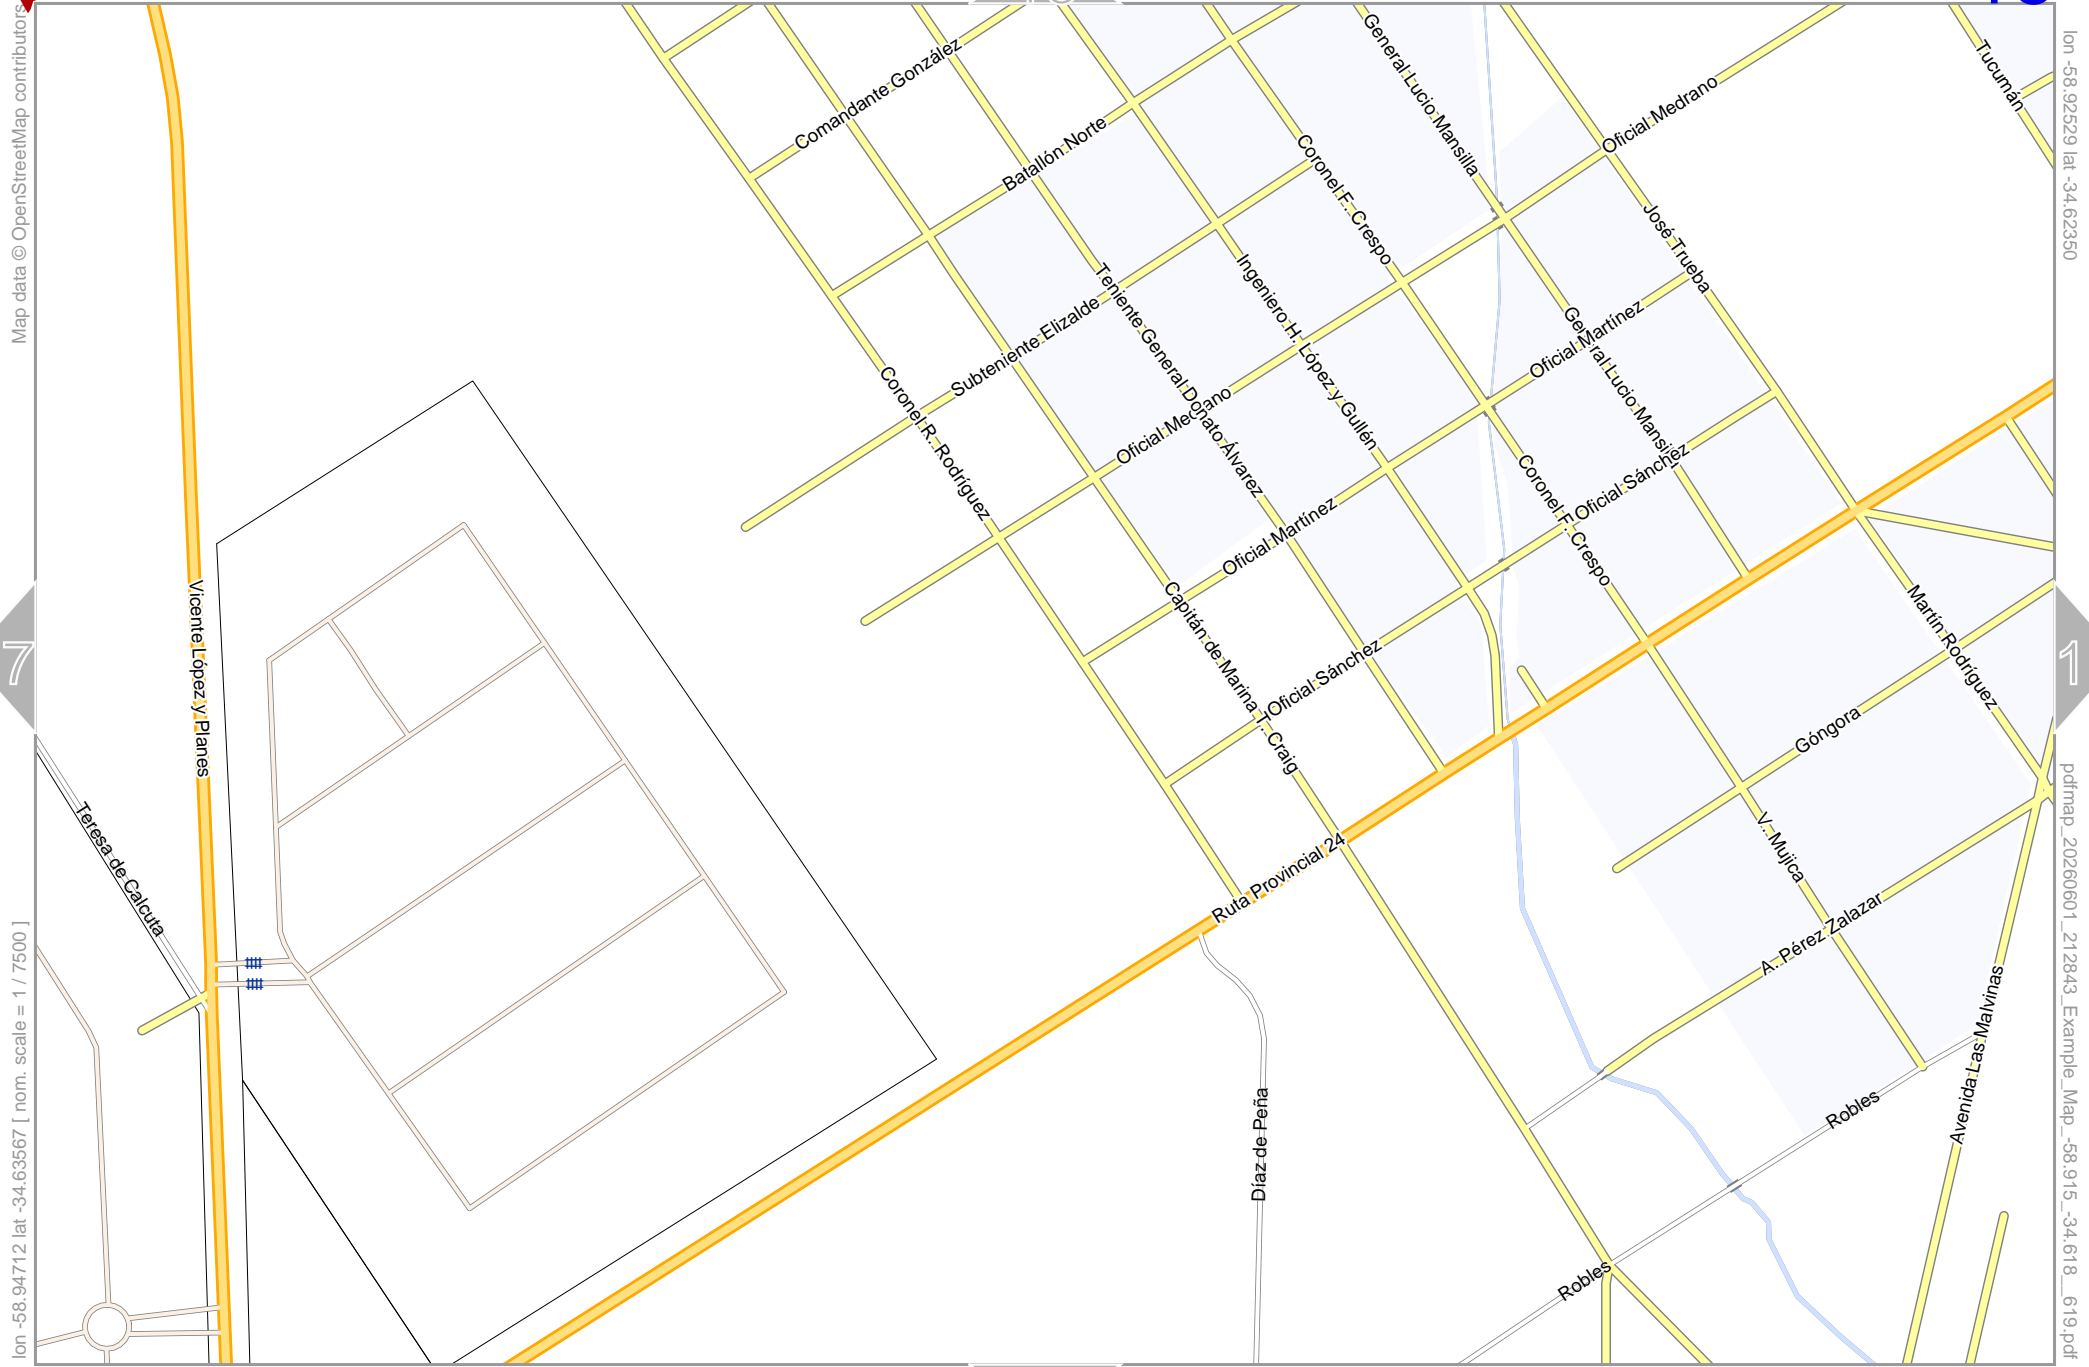 Map data © OpenStreetMap contributors
lon -58.94712 lat -34.63567 [ nom. scale = 1 / 7500 ]
lon -58.92529 lat -34.62350
pdfmap_20260601_212843_Example_Map_-58.915_-34.618__619.pdf
7
1
Comandante González
Batallón Norte
General Lucio Mansilla
Tucumán
Oficial Medrano
Coronel F. Crespo
José Trueba
Teniente General Donato Álvarez
Ingeniero H. López y Gullén
Subteniente Elizalde
General Lucio Mansilla
Oficial Martínez
Coronel R. Rodríguez
Oficial Medrano
Coronel F. Crespo
Oficial Sánchez
Oficial Martínez
Vicente López y Planes
Capitán de Marina T. Craig
Martín Rodríguez
Oficial Sánchez
Góngora
Teresa de Calcuta
V. Mujica
Ruta Provincial 24
A. Pérez Zalazar
Avenida Las Malvinas
Díaz de Peña
Robles
Robles